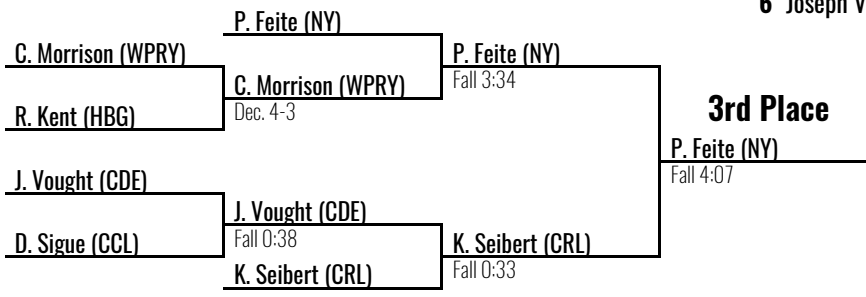 6 Joseph V
P. Feite (NY)
C. Morrison (WPRY)
P. Feite (NY)
Fall 3:34
C. Morrison (WPRY)
Dec. 4-3
R. Kent (HBG)
3rd Place
P. Feite (NY)
Fall 4:07
J. Vought (CDE)
J. Vought (CDE)
Fall 0:38
D. Sigue (CCL)
K. Seibert (CRL)
Fall 0:33
K. Seibert (CRL)